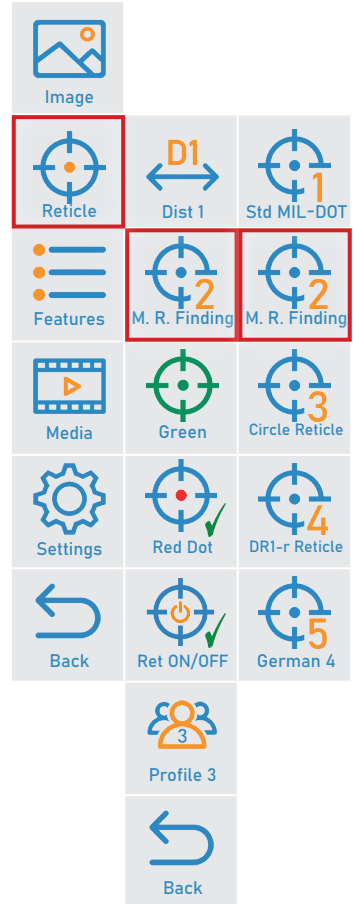 Image
D1
1
Reticle
Dist 1
Std MIL-DOT
2
2
Features
M. R. Finding
M. R. Finding
3
Media
Green
Circle Reticle
4
Settings
Red Dot
DR1-r Reticle
5
Back
Ret ON/OFF
German 4
3
Profile 3
Back